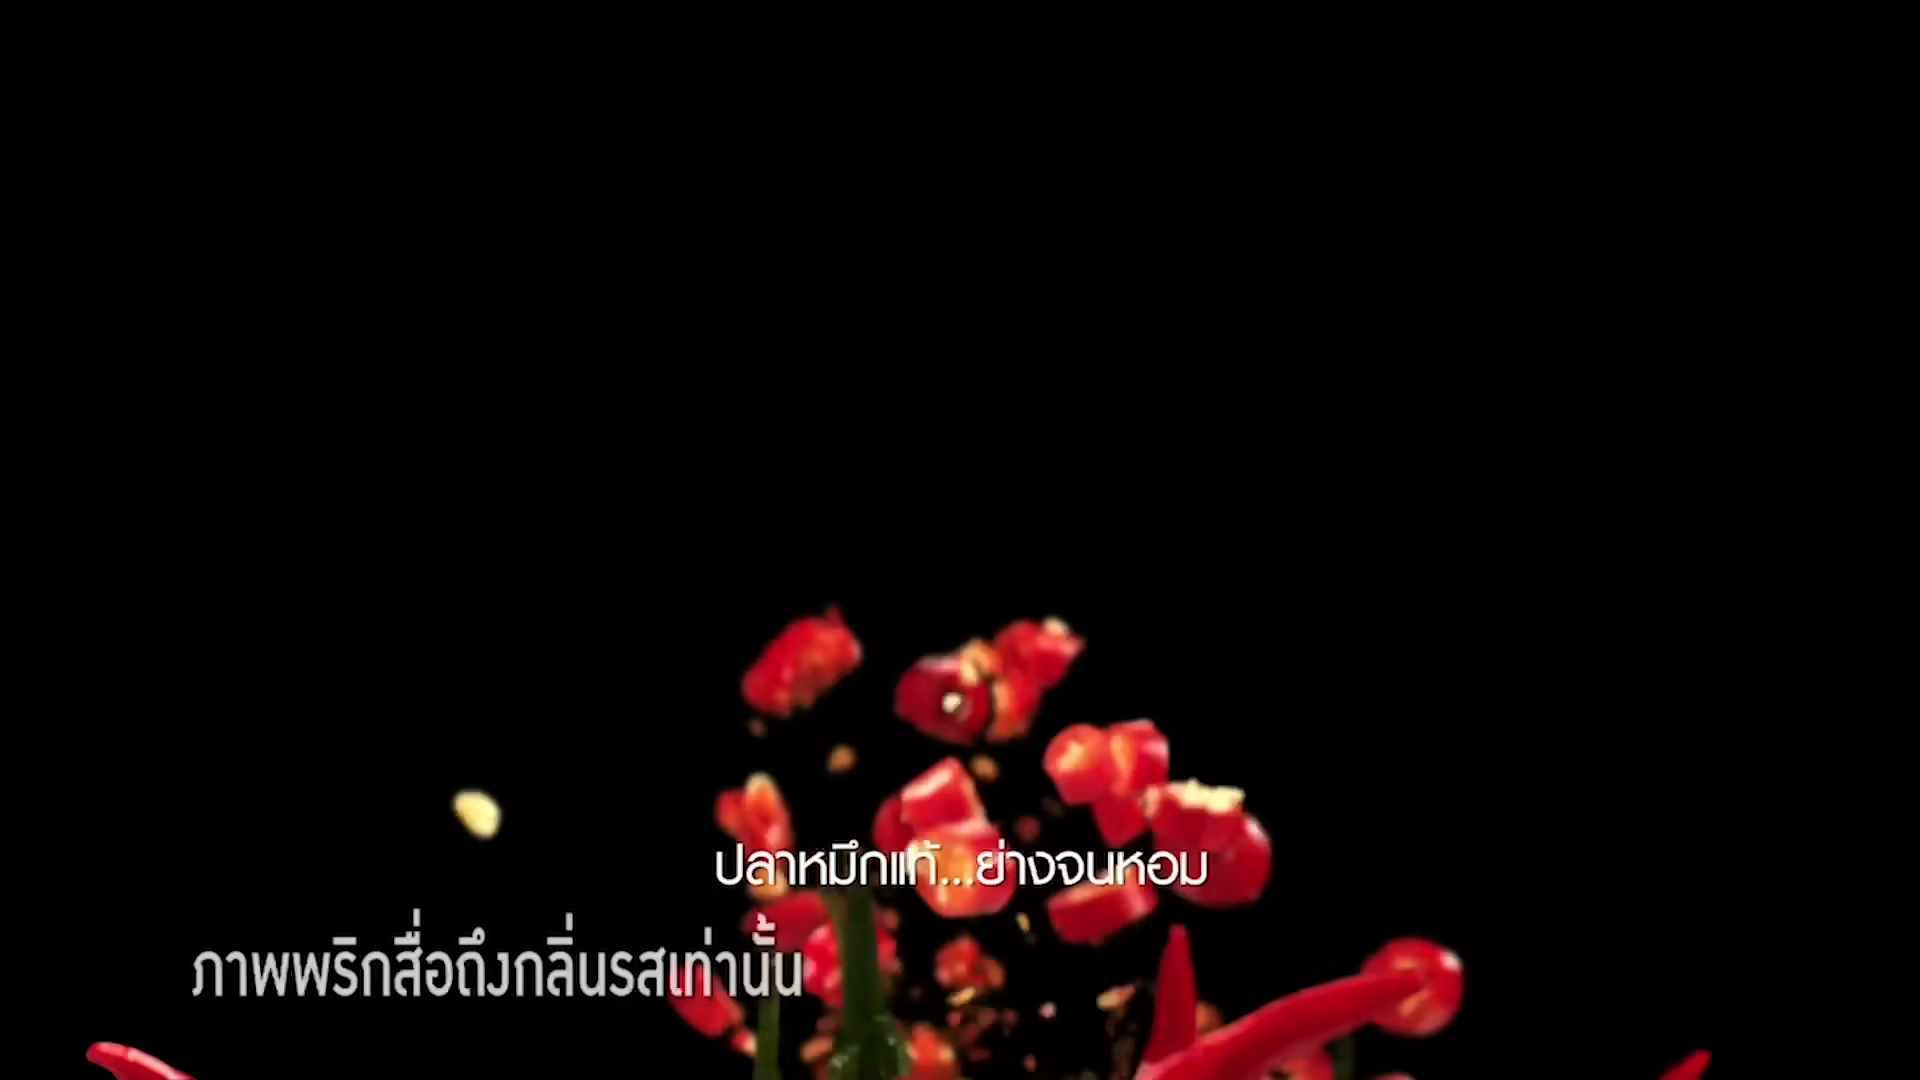 ปลาหมึกแท้...ย่างจนหอม
ภาพพริกสื่อถึงกลิ่นรสเท่านั้น